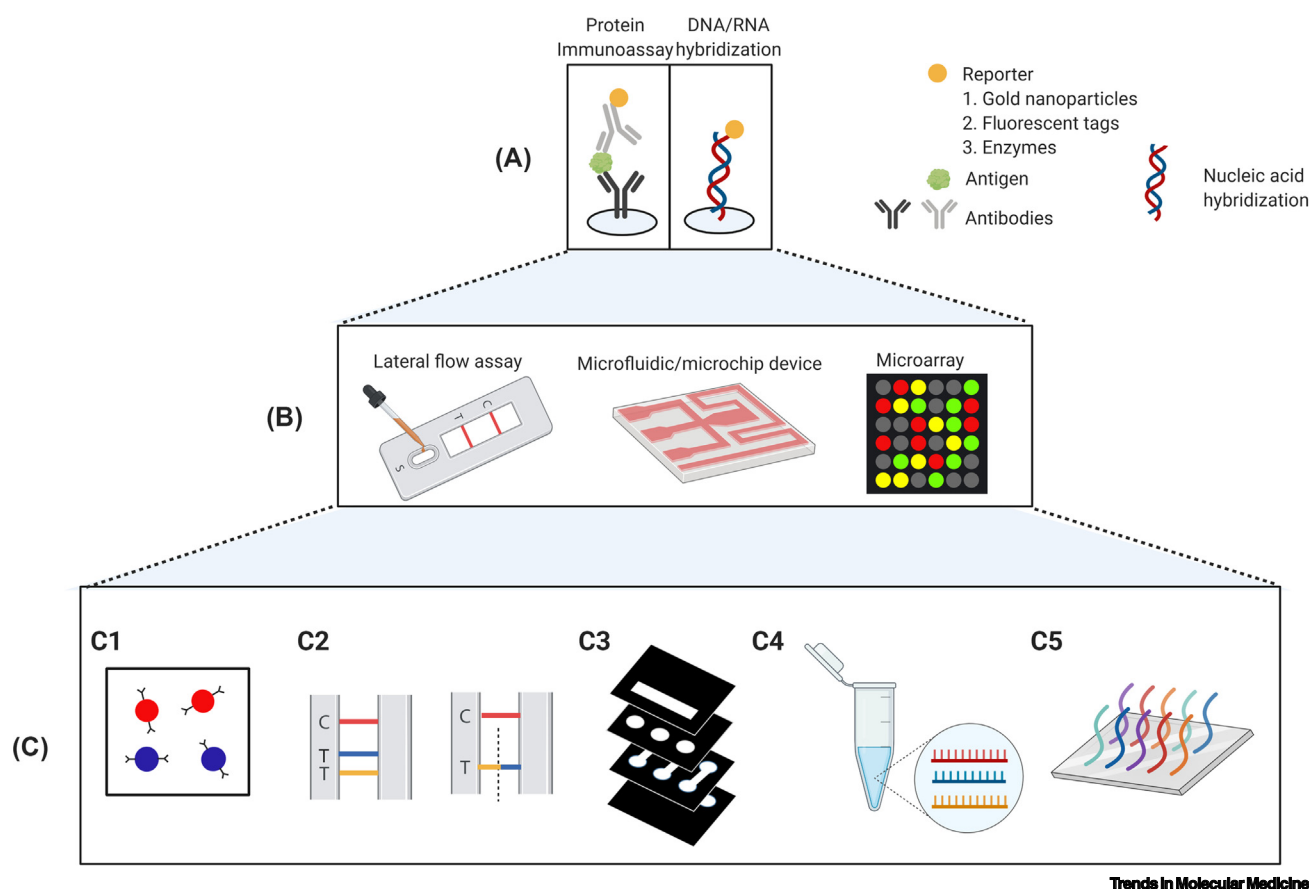 Protein
Immunoassay
DNA/RNA
hybridization
Reporter
1. Gold nanoparticles
2. Fluorescent tags
3. Enzymes
Antigen
Antibodies
Nucleic acid
hybridization
(A)
Lateral flow assay
Microfluidic/microchip device
Microarray
(B)
C
T
S
C1
C2
C3
C4
C5
(C)
C
T
T
C
T
Trends in Molecular Medicine